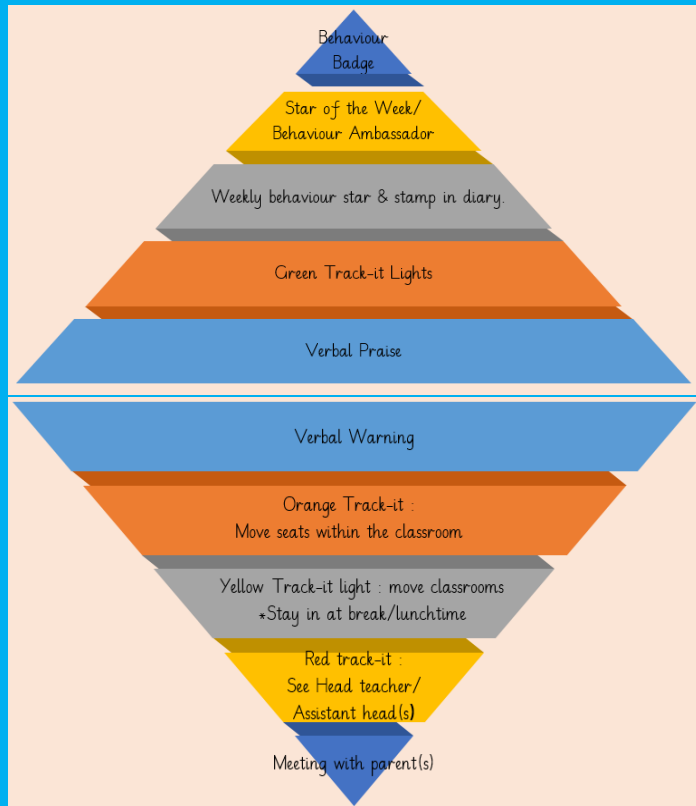 Behaviour
Badge
Star of the Week/
Behaviour Ambassador
Weekly behaviour star & stamp in diary.
Green Track-it Lights
Verbal Praise
Verbal Warning
Orange Track-it :
Move seats within the classroom
Yellow Track-it light : move classrooms
*Stay in at break/lunchtime
Red track-it :
See Head teacher/
Assistant head(s)
Meeting with parent(s)